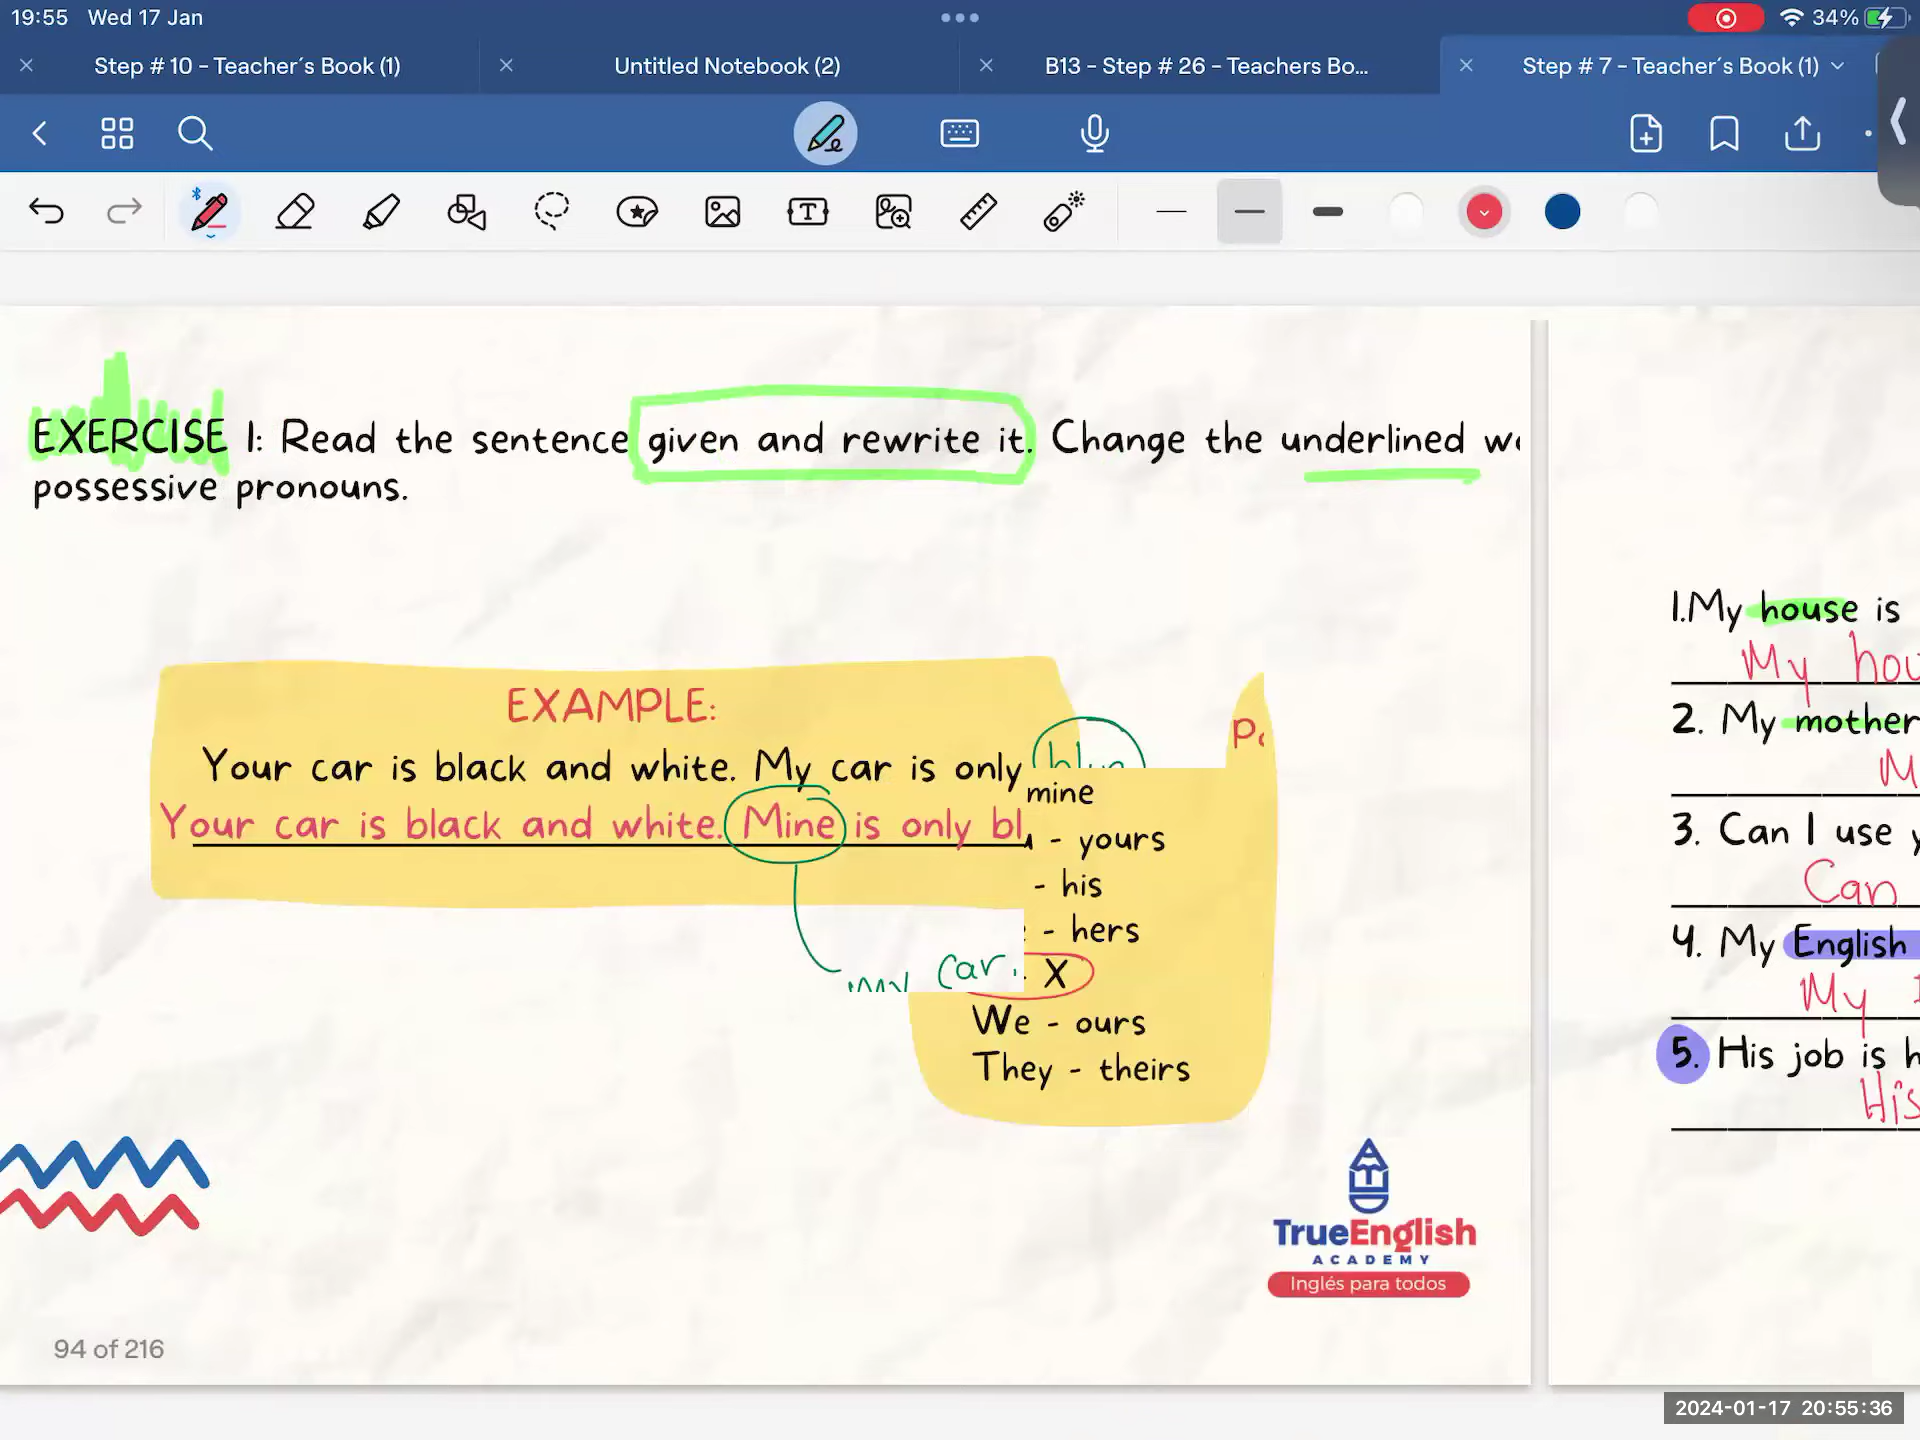 19:55 Wed 17 Jan
34%
Step # 10 - Teacher´s Book (1)
Untitled Notebook (2)
B13 - Step # 26 - Teachers Bo...
Step # 7 - Teacher´s Book (1)
EXERCISE 1: Read the sentence given and rewrite it. Change the underlined
possessive pronouns.
EXAMPLE:
Your car is black and white. My car is only
Your car is black and white. Mine is only bl
my car.
mine
- yours
- his
- hers
X
We - ours
They - theirs
1.My house is
My hou
2. My mother
M
3. Can I use y
Can
4. My English
My
5. His job is h
His
TrueEnglish
ACADEMY
Inglés para todos
94 of 216
2024-01-17 20:55:36